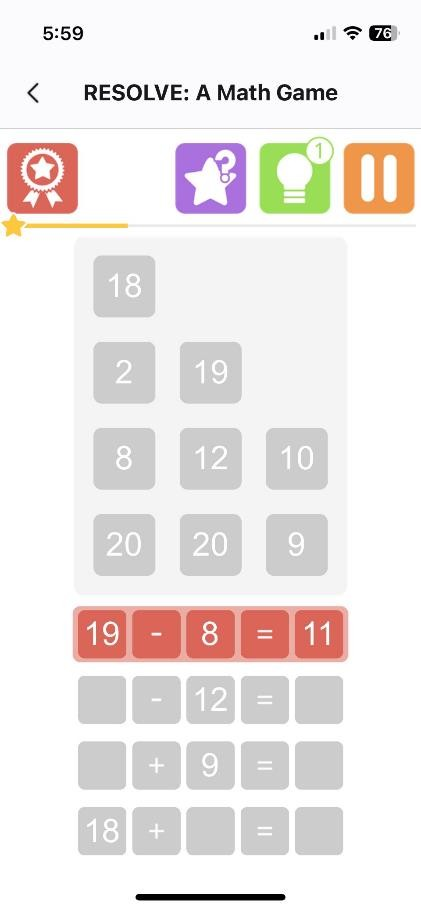 5:59 76
RESOLVE: A Math Game
? 1
18
2 19
8 12 10
20 20 9
19 - 8 = 11
- 12 =
+ 9 =
18 + =